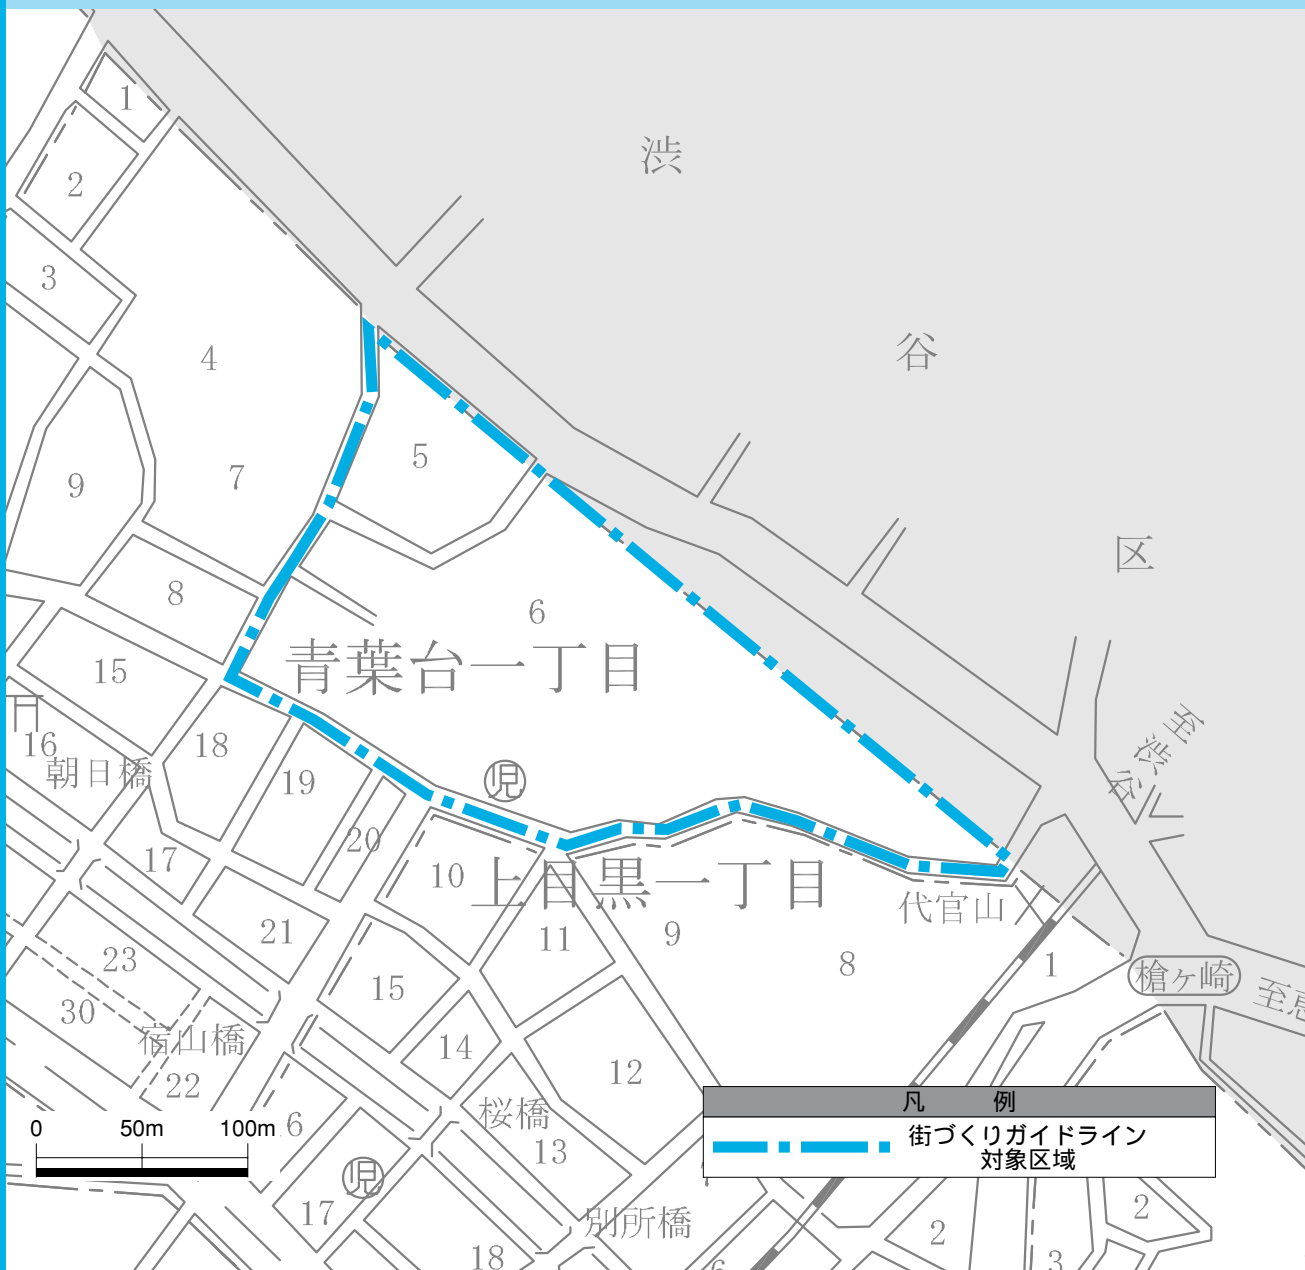 1
渋
2
3
谷
4
5
7
9
区
8
6
青葉台一丁目
15
至渋谷
16
18
朝日橋
19
児
20
17
10
上目黒一丁目
代官山
21
11
9
8
1
23
槍ヶ崎
至恵
15
30
宿山橋
14
12
22
桜橋
凡 例
街づくりガイドライン
対象区域
0 50m 100m
6
13
児
17
別所橋
2
2
18
6
3